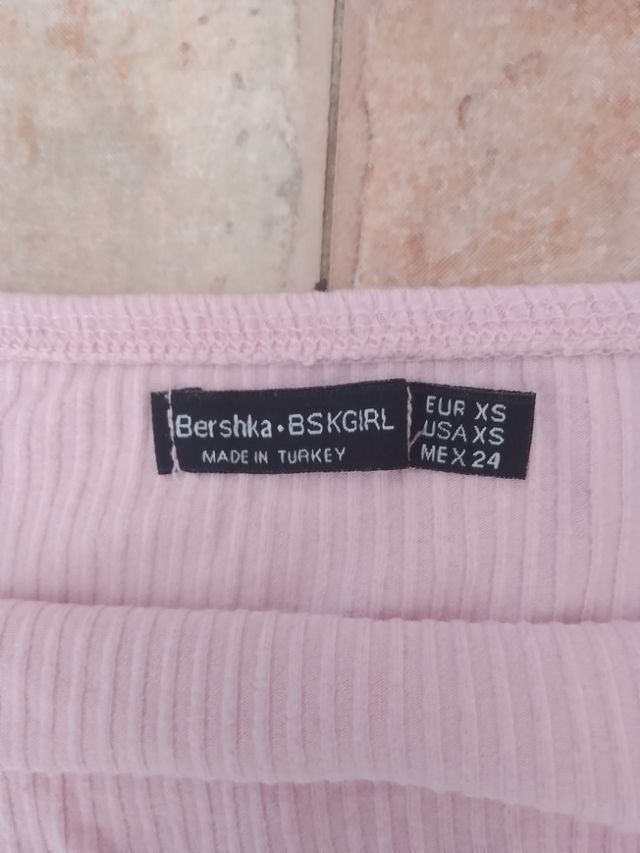 Bershka•BSKGIRL
MADE IN TURKEY
EUR XS
USA XS
MEX 24